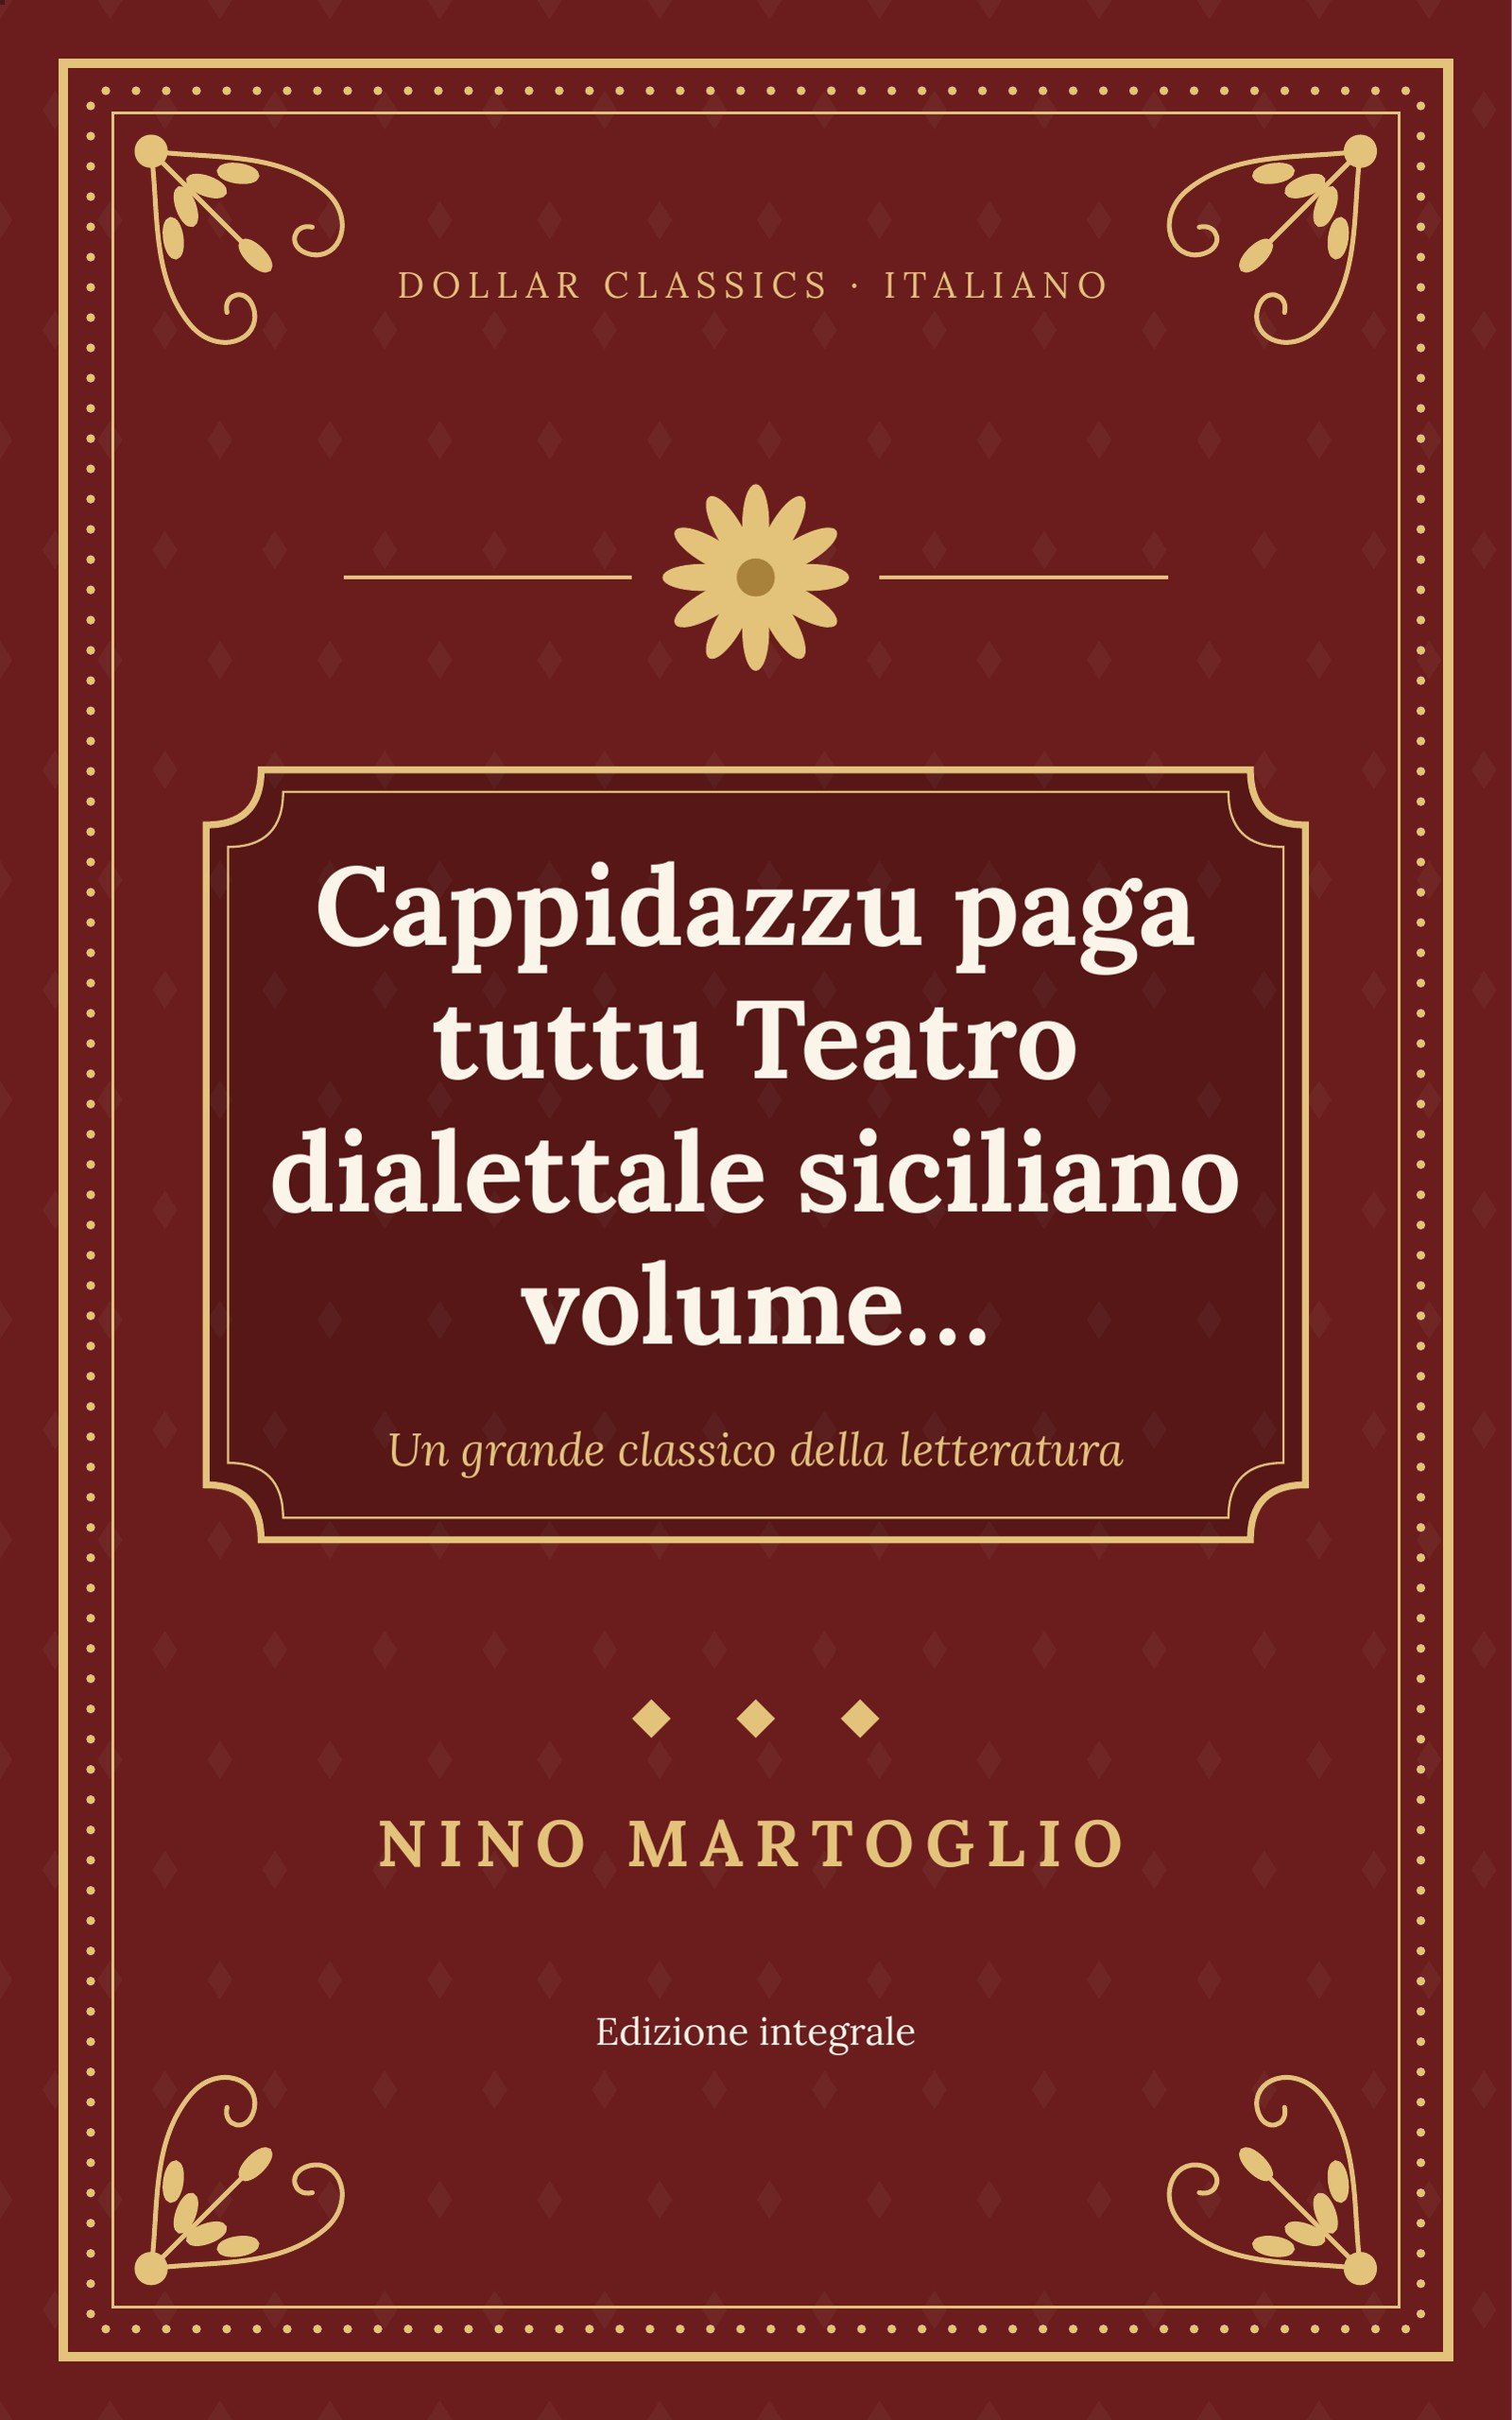 DOLLAR CLASSICS · ITALIANO
Cappidazzu paga
tuttu Teatro
dialettale siciliano
volume...
Un grande classico della letteratura
NINO MARTOGLIO
Edizione integrale